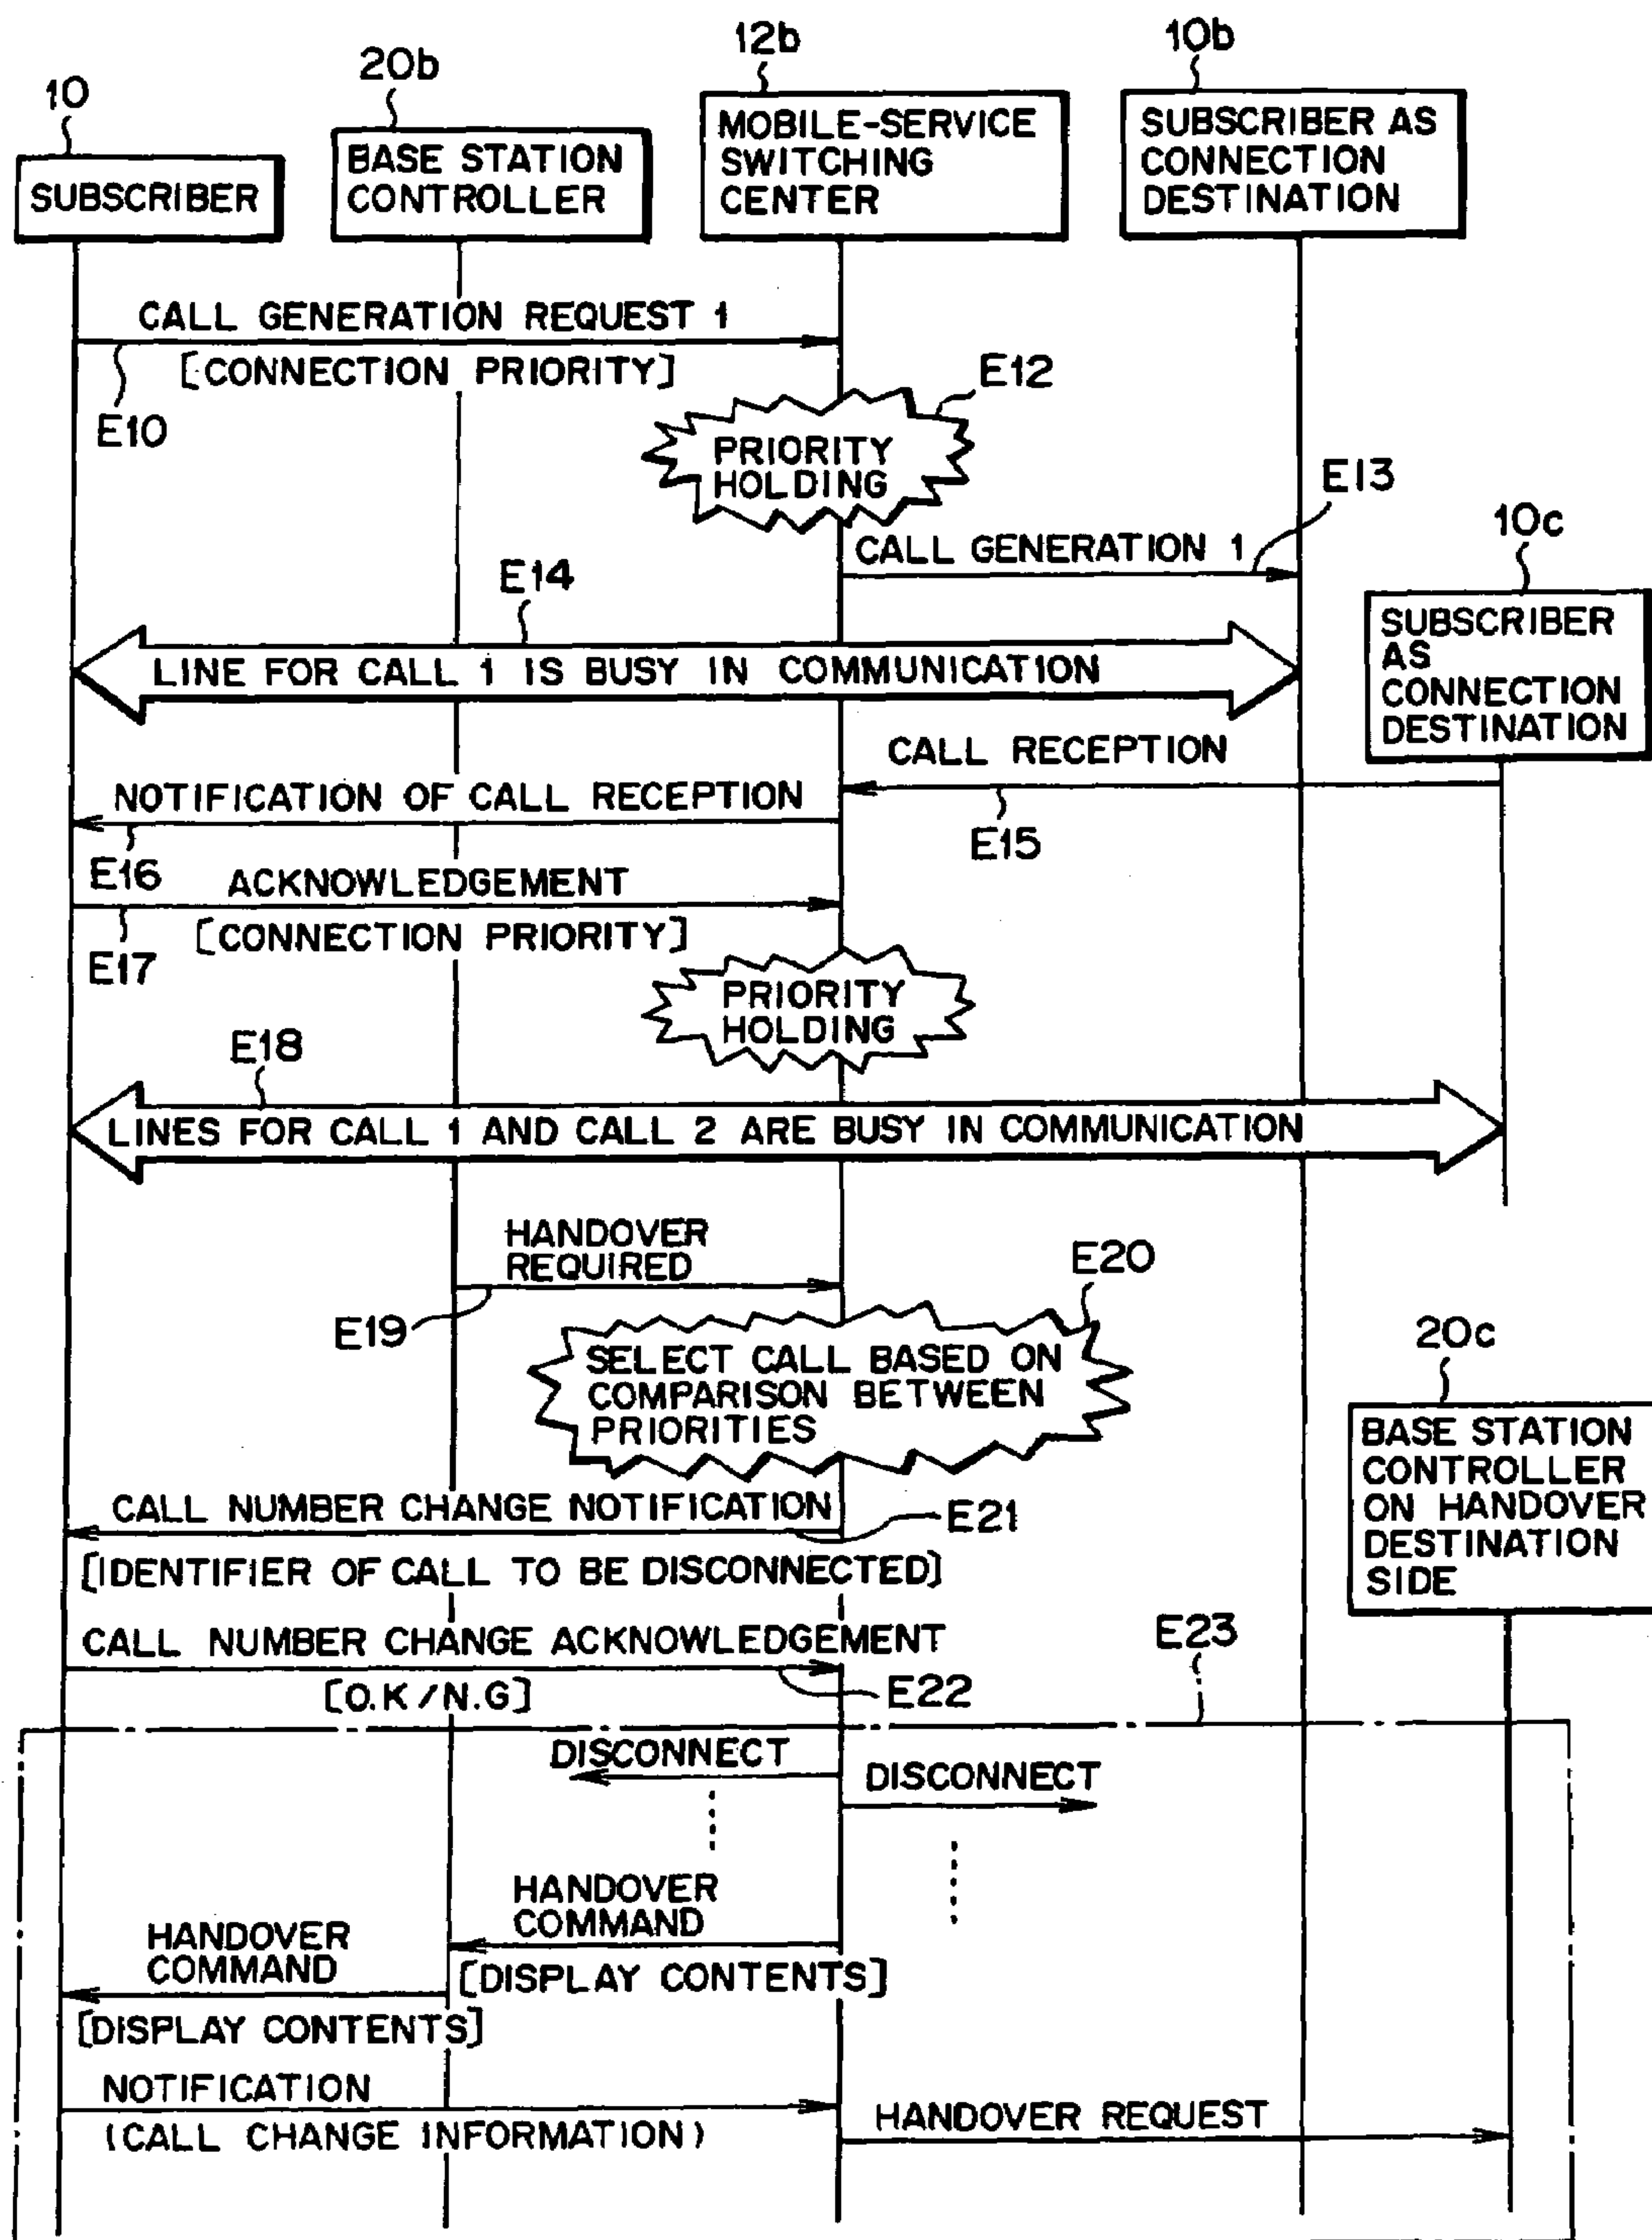 10
20b
12b
10b
SUBSCRIBER
BASE STATION
CONTROLLER
MOBILE-SERVICE
SWITCHING
CENTER
SUBSCRIBER AS
CONNECTION
DESTINATION
CALL GENERATION REQUEST 1
[CONNECTION PRIORITY]
E10
E12
PRIORITY
HOLDING
E13
CALL GENERATION 1
10c
SUBSCRIBER
AS
CONNECTION
DESTINATION
E14
LINE FOR CALL 1 IS BUSY IN COMMUNICATION
CALL RECEPTION
E15
NOTIFICATION OF CALL RECEPTION
E16
ACKNOWLEDGEMENT
[CONNECTION PRIORITY]
E17
PRIORITY
HOLDING
E18
LINES FOR CALL 1 AND CALL 2 ARE BUSY IN COMMUNICATION
HANDOVER
REQUIRED
E19
E20
SELECT CALL BASED ON
COMPARISON BETWEEN
PRIORITIES
20c
BASE STATION
CONTROLLER
ON HANDOVER
DESTINATION
SIDE
CALL NUMBER CHANGE NOTIFICATION
E21
[IDENTIFIER OF CALL TO BE DISCONNECTED]
CALL NUMBER CHANGE ACKNOWLEDGEMENT
E22
[O.K/N.G]
E23
DISCONNECT
DISCONNECT
HANDOVER
COMMAND
[DISPLAY CONTENTS]
HANDOVER
COMMAND
[DISPLAY CONTENTS]
NOTIFICATION
(CALL CHANGE INFORMATION)
HANDOVER REQUEST